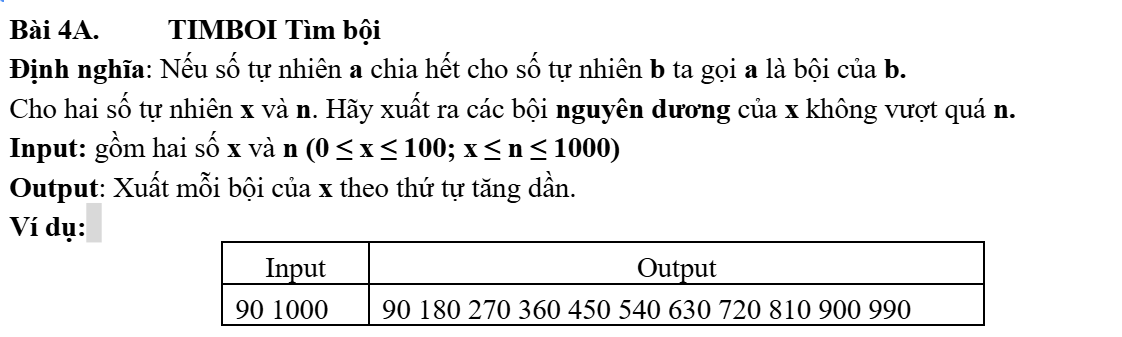 Bài 4A. TIMBOI Tìm bội
Định nghĩa: Nếu số tự nhiên a chia hết cho số tự nhiên b ta gọi a là bội của b.
Cho hai số tự nhiên x và n. Hãy xuất ra các bội nguyên dương của x không vượt quá n.
Input: gồm hai số x và n (0 ≤ x ≤ 100; x ≤ n ≤ 1000)
Output: Xuất mỗi bội của x theo thứ tự tăng dần.
Ví dụ:
Input Output
90 1000 90 180 270 360 450 540 630 720 810 900 990